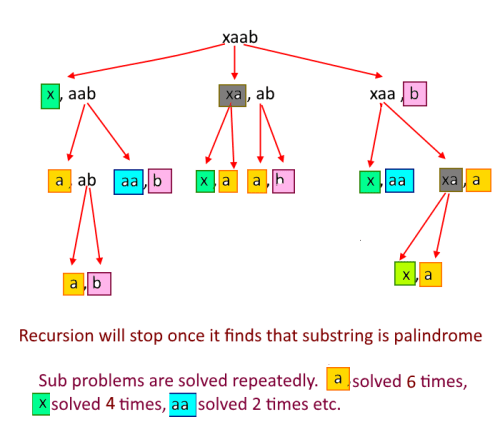 xaab
x, aab xa, ab xaa, b
a, ab aa, b x, a a, b x, aa xa, a
a, b x, a
Recursion will stop once it finds that substring is palindrome
Sub problems are solved repeatedly. a solved 6 times,
x solved 4 times, aa solved 2 times etc.